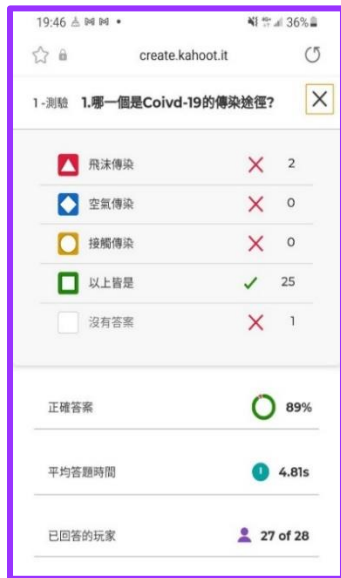 19:46
36%
create.kahoot.it
1-測驗 1.哪一個是Coivd-19的傳染途徑?
飛沫傳染 2
空氣傳染 0
接觸傳染 0
以上皆是 25
沒有答案 1
正確答案 89%
平均答題時間 4.81s
已回答的玩家 27 of 28